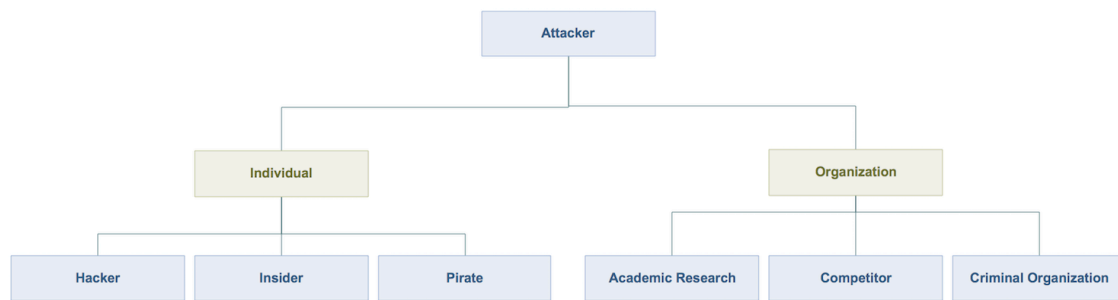 Attacker
Individual
Organization
Hacker
Insider
Pirate
Academic Research
Competitor
Criminal Organization